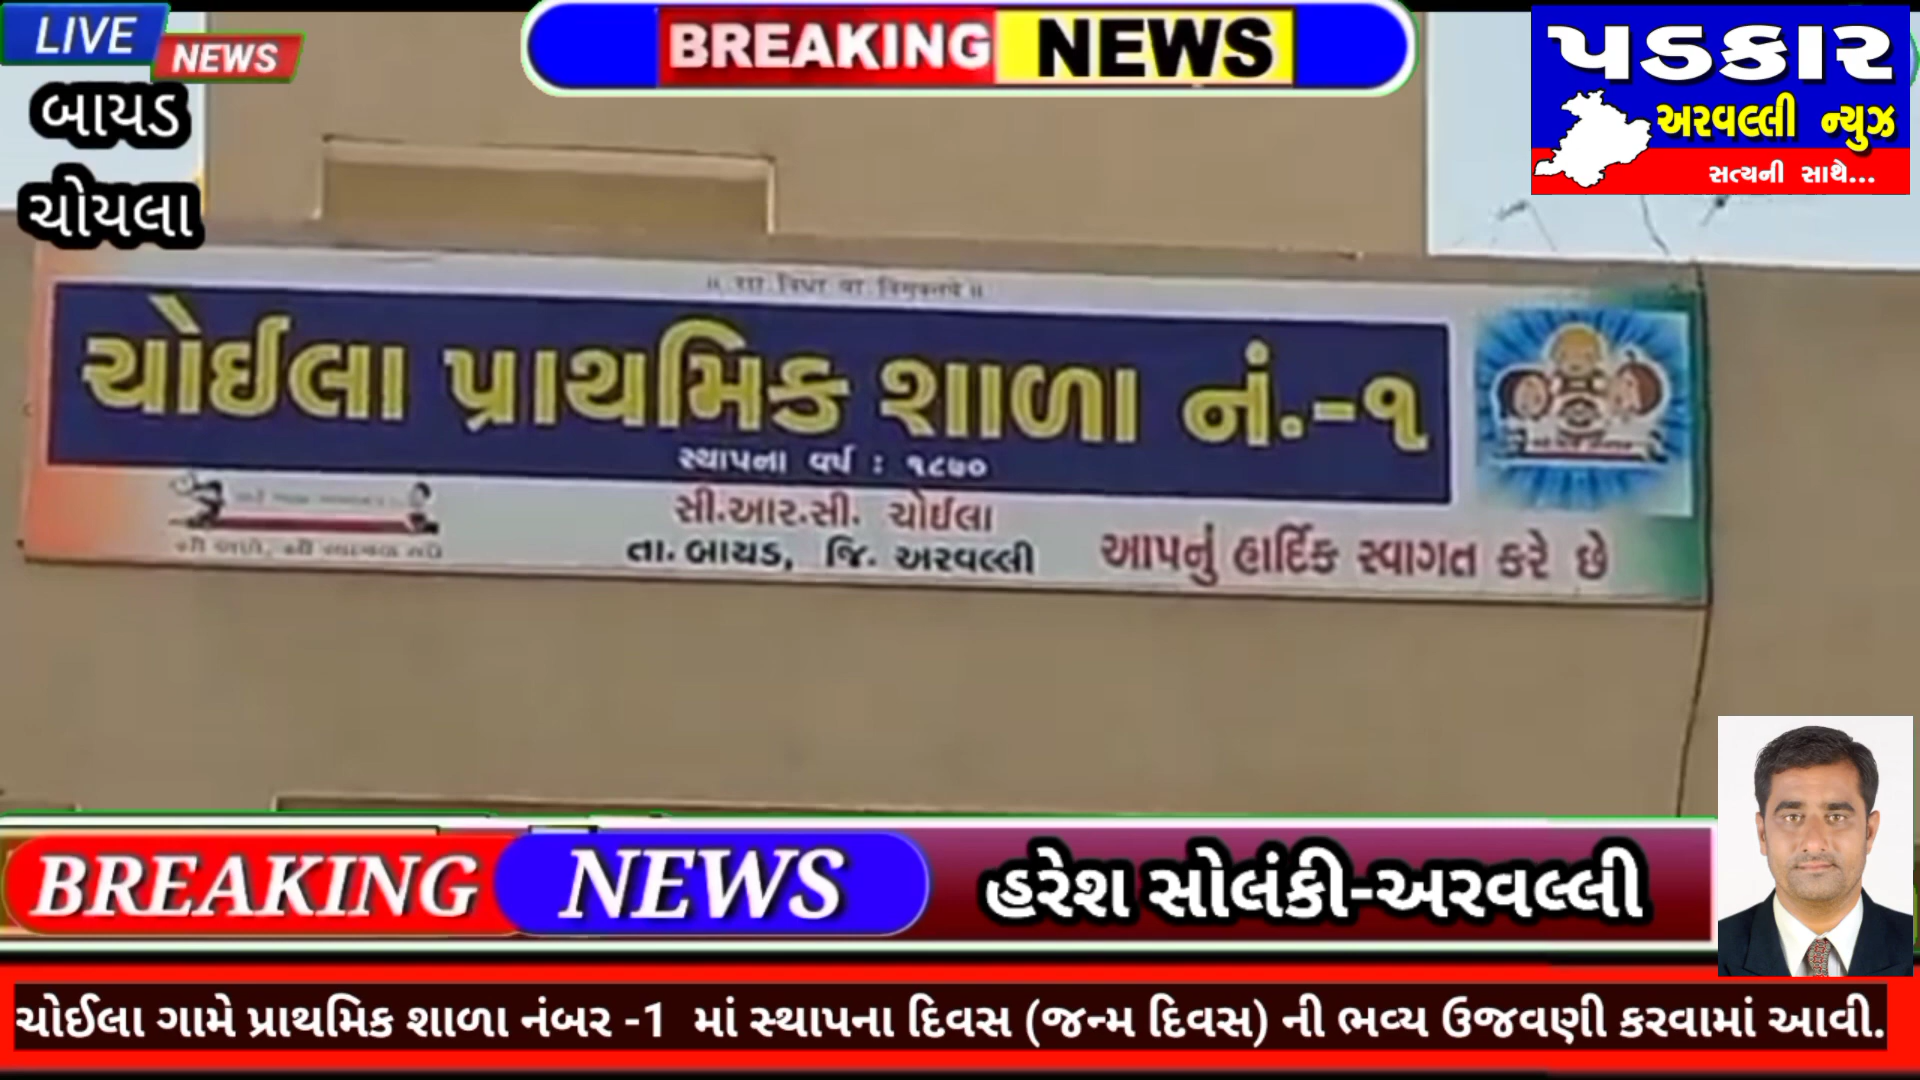 LIVE
NEWS
BREAKING NEWS
પડકાર
અરવલ્લી ન્યુઝ
સત્યની સાથે...
બાયડ
ચોયલા
॥ સા વિદ્યા યા વિમુક્તયે ॥
ચોઈલા પ્રાથમિક શાળા નં.-૧
સ્થાપના વર્ષ : ૧૮૭૦
સી.આર.સી. ચોઈલા
તા. બાયડ, જિ. અરવલ્લી
આપનું હાર્દિક સ્વાગત કરે છે
BREAKING NEWS
હરેશ સોલંકી-અરવલ્લી
ચોઈલા ગામે પ્રાથમિક શાળા નંબર -1 માં સ્થાપના દિવસ (જન્મ દિવસ) ની ભવ્ય ઉજવણી કરવામાં આવી.